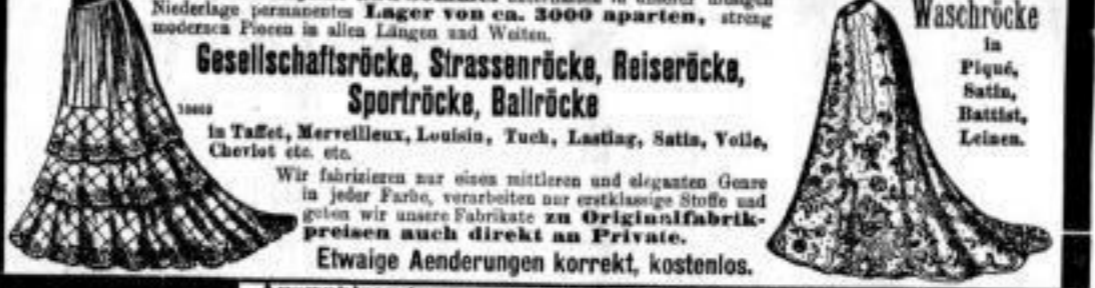 Niederlage permanentes Lager von ca. 3000 aparten, streng
modernen Piecen in allen Längen und Weiten.
Gesellschaftsröcke, Strassenröcke, Reiseröcke,
Sportröcke, Ballröcke
in Taffet, Merveilleux, Louisin, Tuch, Lasting, Satin, Voile,
Cheviot etc. etc.
Wir fabrizieren nur einen mittleren und eleganten Genre
in jeder Farbe, verarbeiten nur erstklassige Stoffe und
geben wir unsere Fabrikate zu Originalfabrik-
preisen auch direkt an Private.
Etwaige Aenderungen korrekt, kostenlos.
Waschröcke
in
Piqué,
Satin,
Battist,
Leinen.